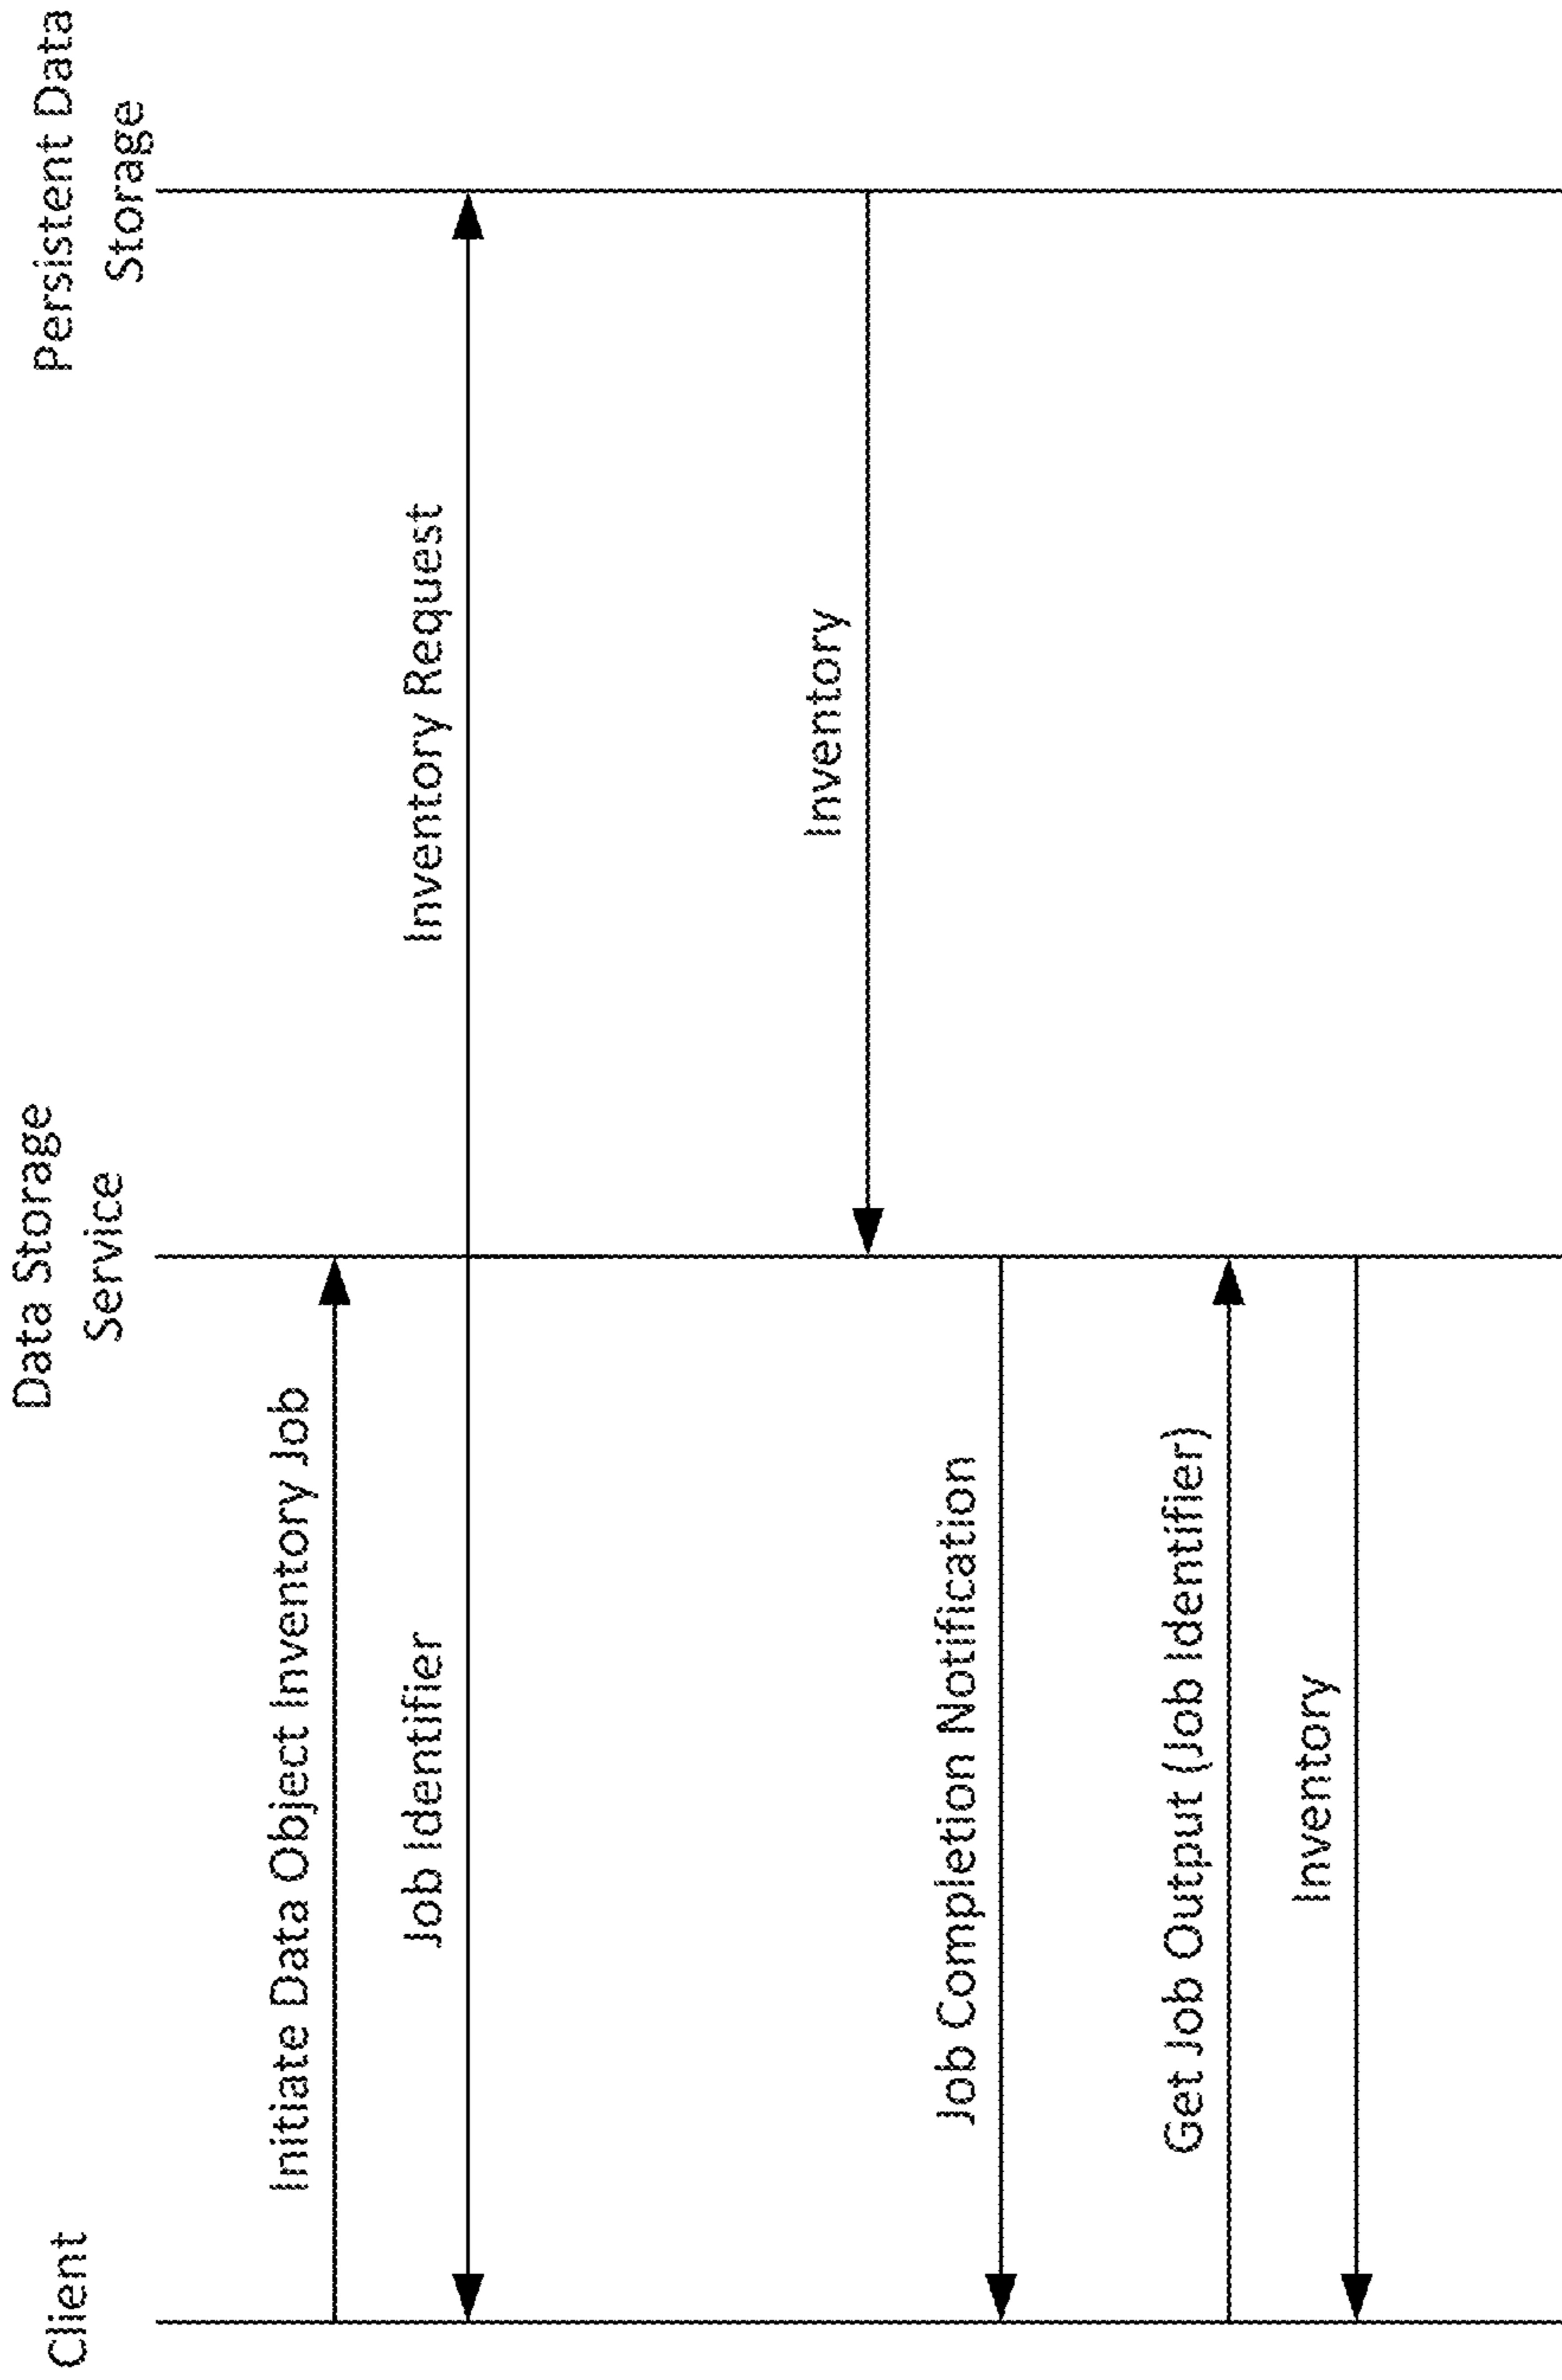 Client
Data Storage
Service
Persistent Data
Storage
Initiate Data Object Inventory Job
Job Identifier
Inventory Request
Inventory
Job Completion Notification
Get Job Output (Job Identifier)
Inventory